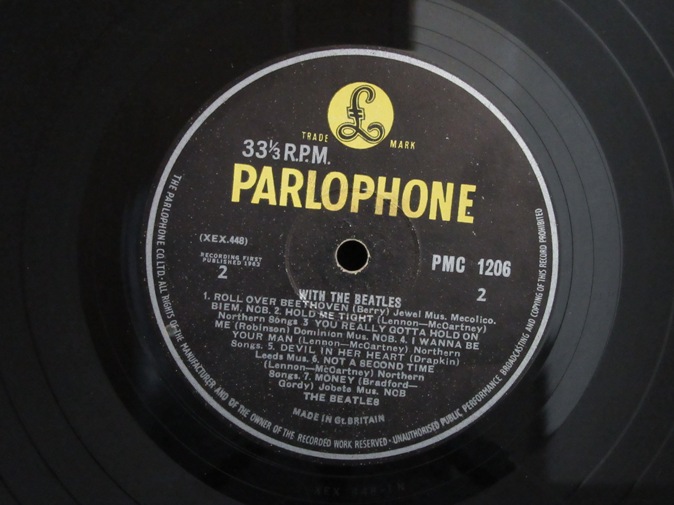 £
TRADE MARK
33⅓ R.P.M.
PARLOPHONE
(XEX.448)
RECORDING FIRST
PUBLISHED 1963
2
PMC 1206
2
WITH THE BEATLES
1. ROLL OVER BEETHOVEN (Berry) Jewel Mus. Mecolico.
BIEM, NCB. 2. HOLD ME TIGHT (Lennon—McCartney)
Northern Songs. 3 YOU REALLY GOTTA HOLD ON
ME (Robinson) Dominion Mus. NCB. 4. I WANNA BE
YOUR MAN (Lennon—McCartney) Northern
Songs. 5. DEVIL IN HER HEART (Drapkin)
Leeds Mus. 6. NOT A SECOND TIME
(Lennon—McCartney) Northern
Songs. 7. MONEY (Bradford—
Gordy) Jobete Mus. NCB
THE BEATLES
MADE IN GT. BRITAIN
THE PARLOPHONE CO. LTD. · ALL RIGHTS OF THE MANUFACTURER AND OF THE OWNER OF THE RECORDED WORK RESERVED · UNAUTHORISED PUBLIC PERFORMANCE BROADCASTING AND COPYING OF THIS RECORD PROHIBITED